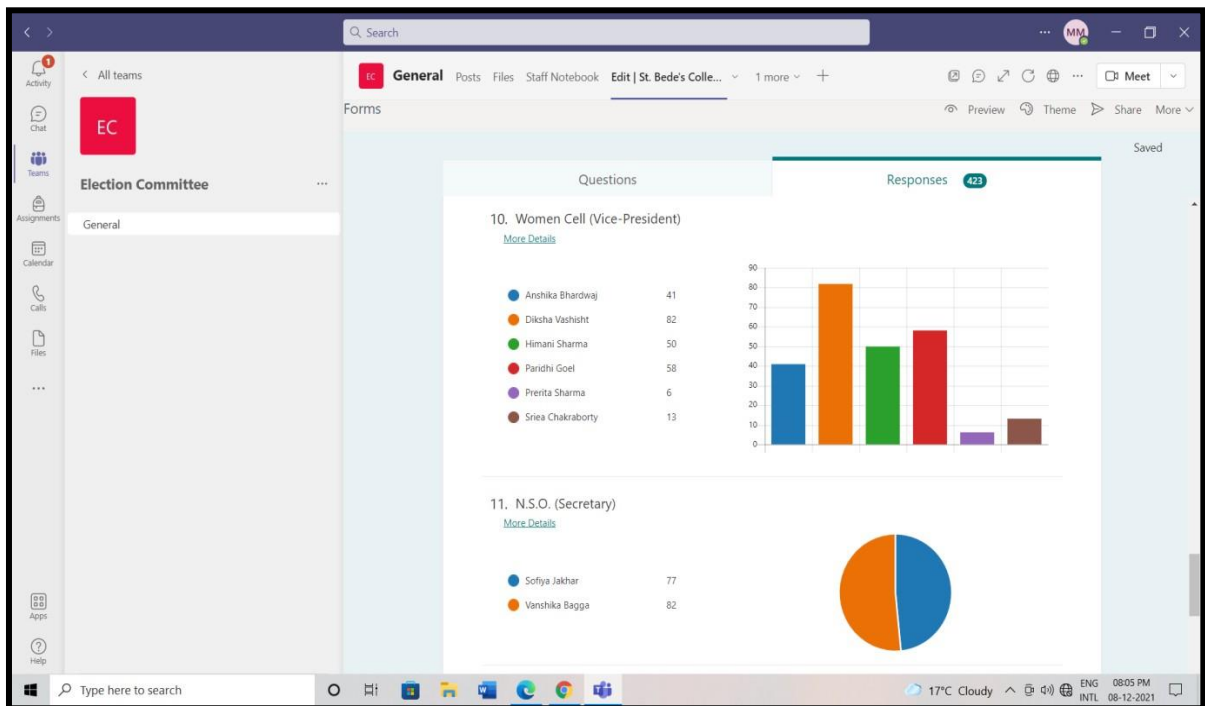 Search
MM
1
Activity
Chat
Teams
Assignments
Calendar
Calls
Files
Apps
Help
All teams
EC
Election Committee
General
EC General Posts Files Staff Notebook Edit | St. Bede's Colle... 1 more
Meet
Forms
Preview Theme Share More
Saved
Questions
Responses 423
10. Women Cell (Vice-President)
More Details
Anshika Bhardwaj 41
Diksha Vashisht 82
Himani Sharma 50
Paridhi Goel 58
Prerita Sharma 6
Sriea Chakraborty 13
90
80
70
60
50
40
30
20
10
0
11. N.S.O. (Secretary)
More Details
Sofiya Jakhar 77
Vanshika Bagga 82
Type here to search
17°C Cloudy
ENG
INTL
08:05 PM
08-12-2021